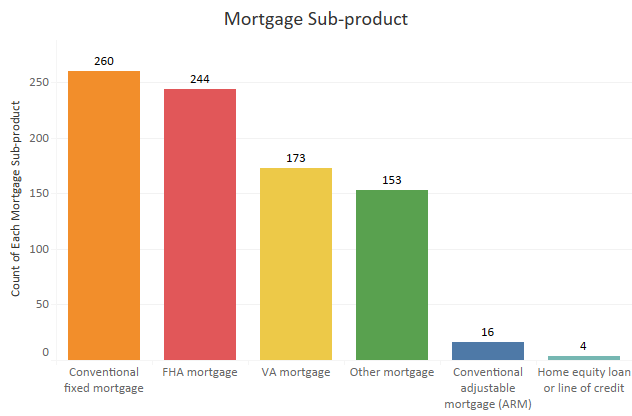 Mortgage Sub-product
Count of Each Mortgage Sub-product
250
200
150
100
50
0
260
244
173
153
16
4
Conventional
fixed mortgage
FHA mortgage
VA mortgage
Other mortgage
Conventional
adjustable
mortgage (ARM)
Home equity loan
or line of credit